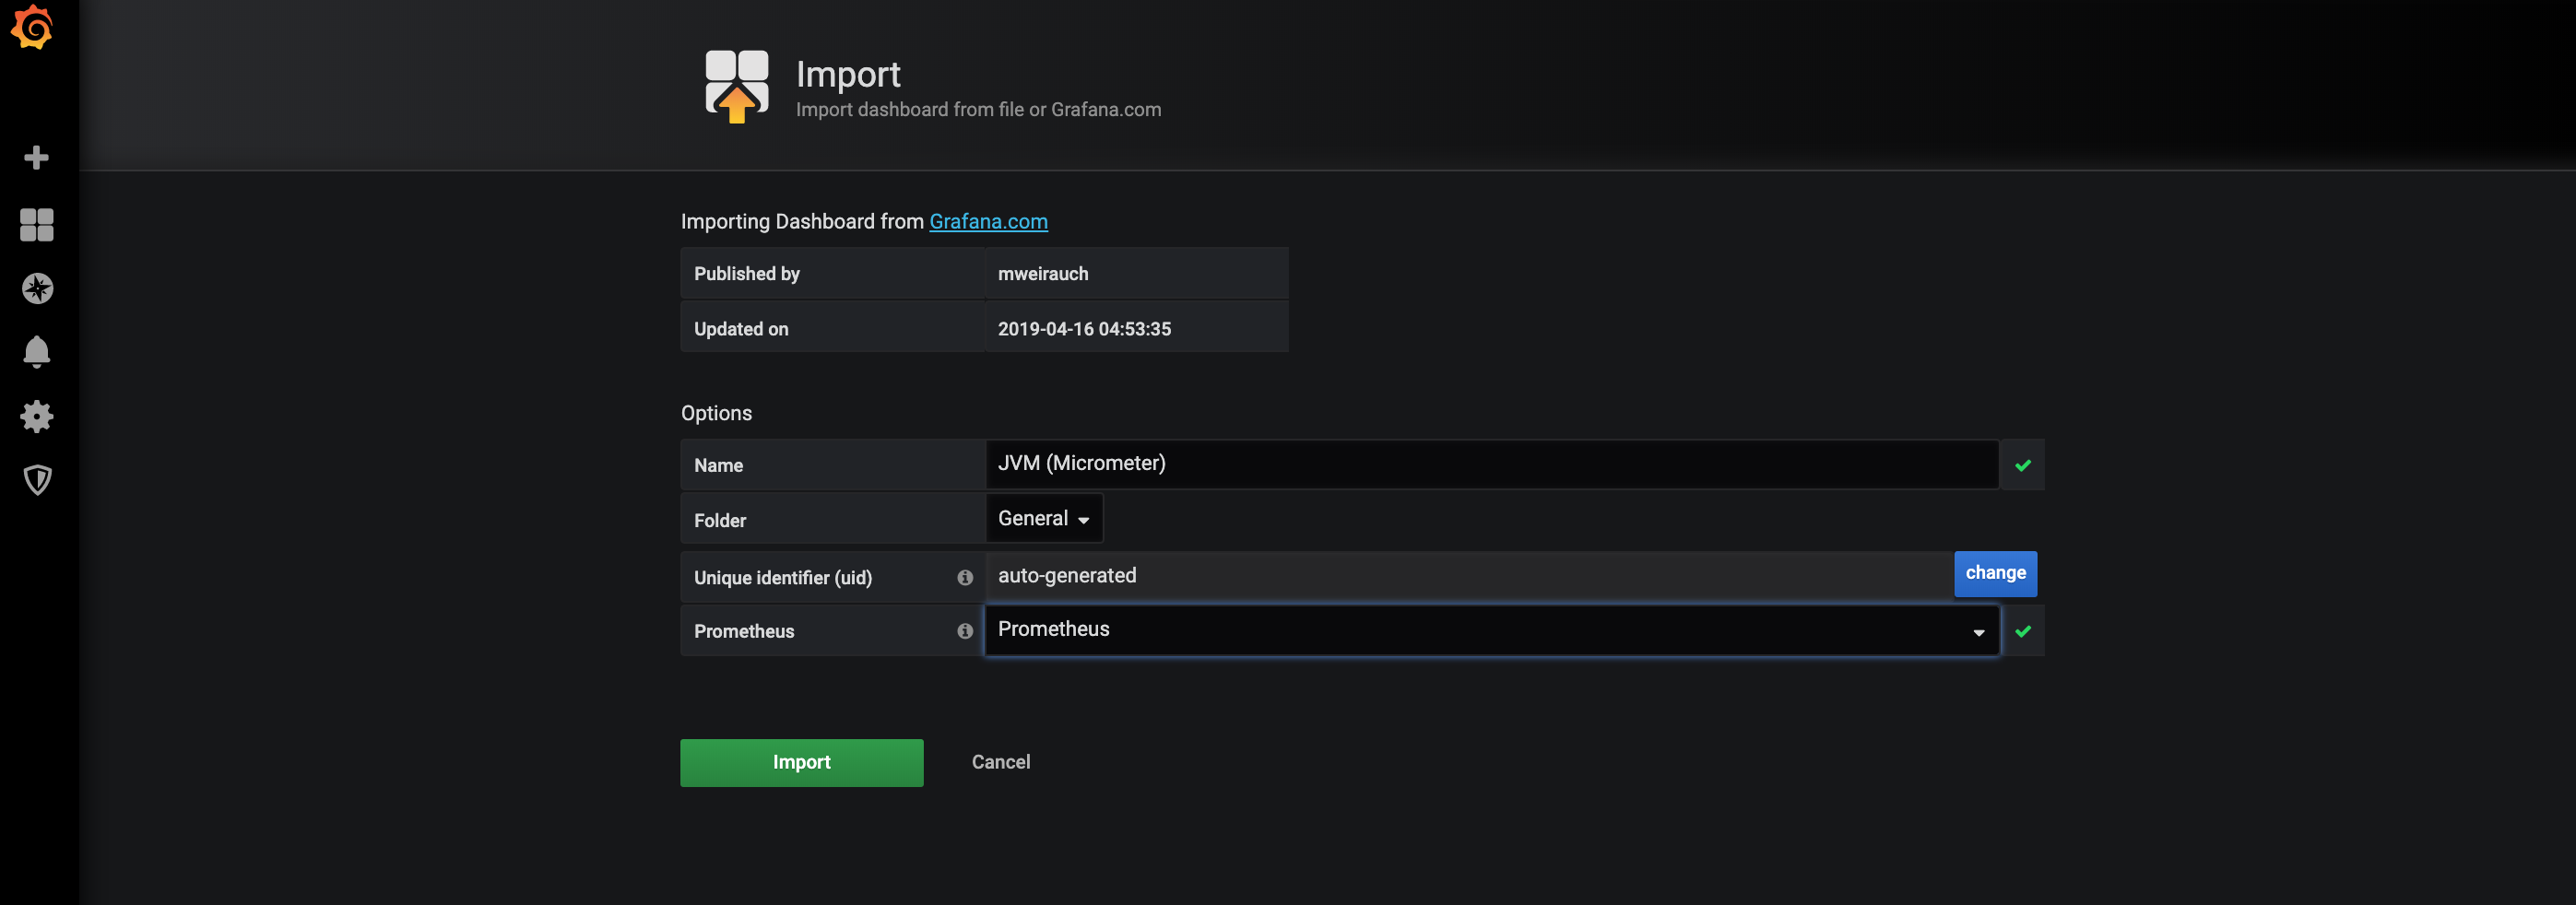 Import
Import dashboard from file or Grafana.com
Importing Dashboard from Grafana.com
Published by mweirauch
Updated on 2019-04-16 04:53:35
Options
Name JVM (Micrometer)
Folder General
Unique identifier (uid) auto-generated change
Prometheus Prometheus
Import Cancel